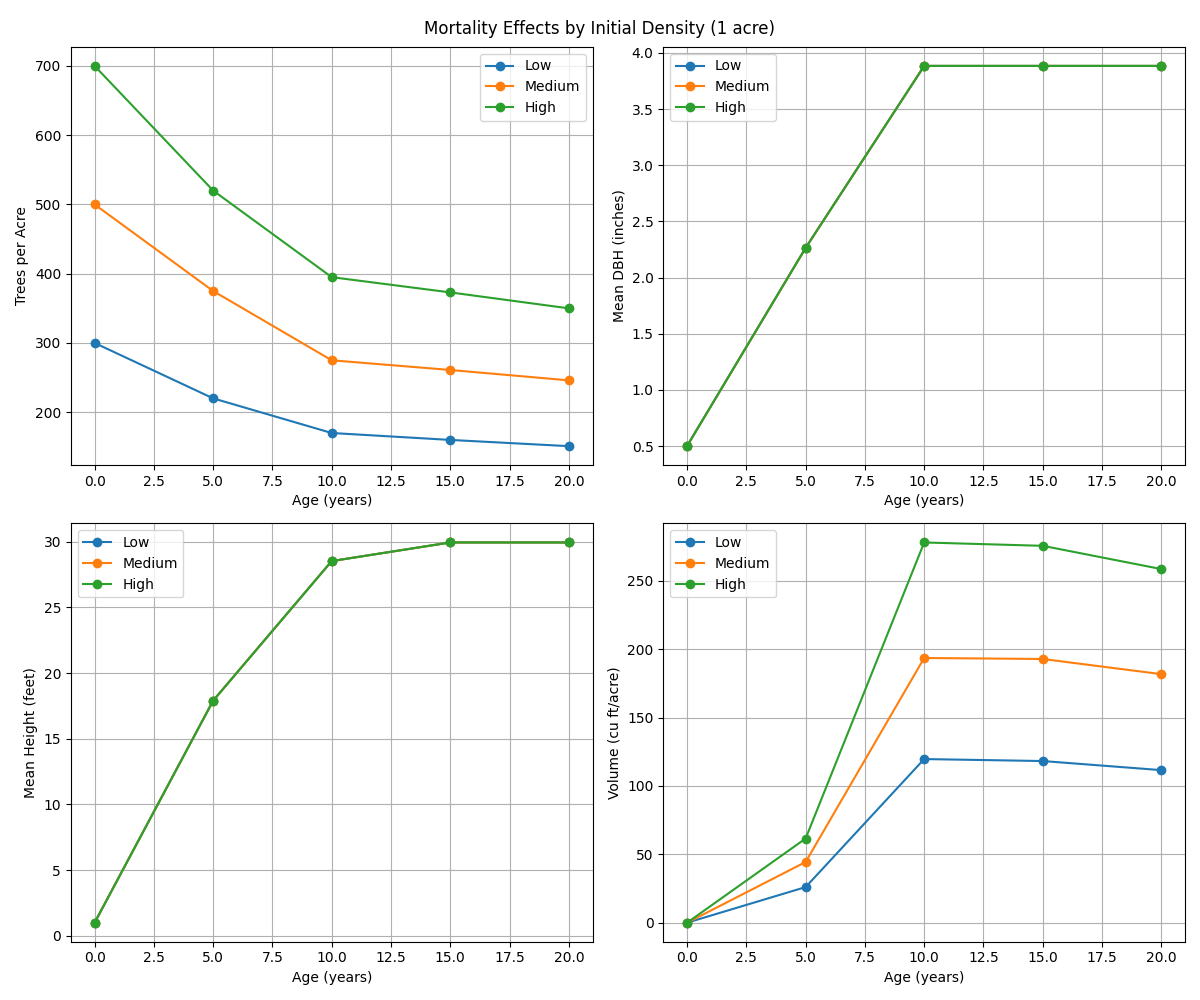 Mortality Effects by Initial Density (1 acre)
Trees per Acre
700
600
500
400
300
200
Low
Medium
High
0.0 2.5 5.0 7.5 10.0 12.5 15.0 17.5 20.0
Age (years)
Mean DBH (inches)
4.0
3.5
3.0
2.5
2.0
1.5
1.0
0.5
Low
Medium
High
0.0 2.5 5.0 7.5 10.0 12.5 15.0 17.5 20.0
Age (years)
Mean Height (feet)
30
25
20
15
10
5
0
Low
Medium
High
0.0 2.5 5.0 7.5 10.0 12.5 15.0 17.5 20.0
Age (years)
Volume (cu ft/acre)
250
200
150
100
50
0
Low
Medium
High
0.0 2.5 5.0 7.5 10.0 12.5 15.0 17.5 20.0
Age (years)